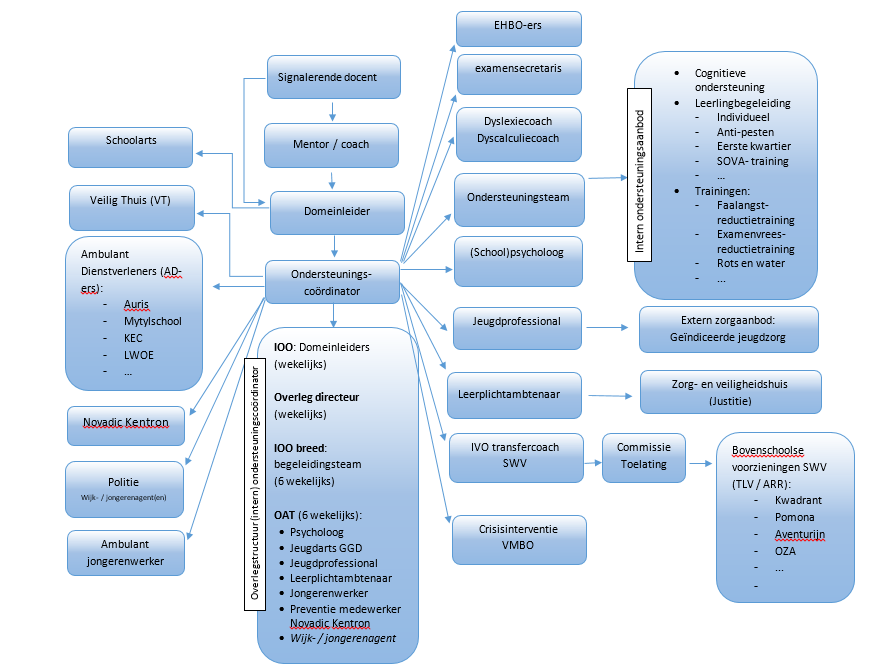 EHBO-ers
Signalerende docent
examensecretaris
Mentor / coach
Dyslexiecoach
Dyscalculiecoach
Schoolarts
Veilig Thuis (VT)
Domeinleider
Ondersteuningsteam
Intern ondersteuningsaanbod
• Cognitieve
ondersteuning
• Leerlingbegeleiding
- Individueel
- Anti-pesten
- Eerste kwartier
- SOVA- training
- ...
• Trainingen:
- Faalangst-
reductietraining
- Examenvrees-
reductietraining
- Rots en water
- ...
Ambulant
Dienstverleners (AD-
ers):
- Auris
- Mytylschool
- KEC
- LWOE
- ...
Ondersteunings-
coördinator
(School)psycholoog
Jeugdprofessional
Extern zorgaanbod:
Geïndiceerde jeugdzorg
Leerplichtambtenaar
Zorg- en veiligheidshuis
(Justitie)
Novadic Kentron
Politie
Wijk- / jongerenagent(en)
Ambulant
jongerenwerker
Overlegstructuur (intern) ondersteuningscoördinator
IOO: Domeinleiders
(wekelijks)
Overleg directeur
(wekelijks)
IOO breed:
begeleidingsteam
(6 wekelijks)
OAT (6 wekelijks):
• Psycholoog
• Jeugdarts GGD
• Jeugdprofessional
• Leerplichtambtenaar
• Jongerenwerker
• Preventie medewerker
Novadic Kentron
• Wijk- / jongerenagent
IVO transfercoach
SWV
Commissie
Toelating
Bovenschoolse
voorzieningen SWV
(TLV / ARR):
- Kwadrant
- Pomona
- Aventurijn
- OZA
- ...
-
Crisisinterventie
VMBO